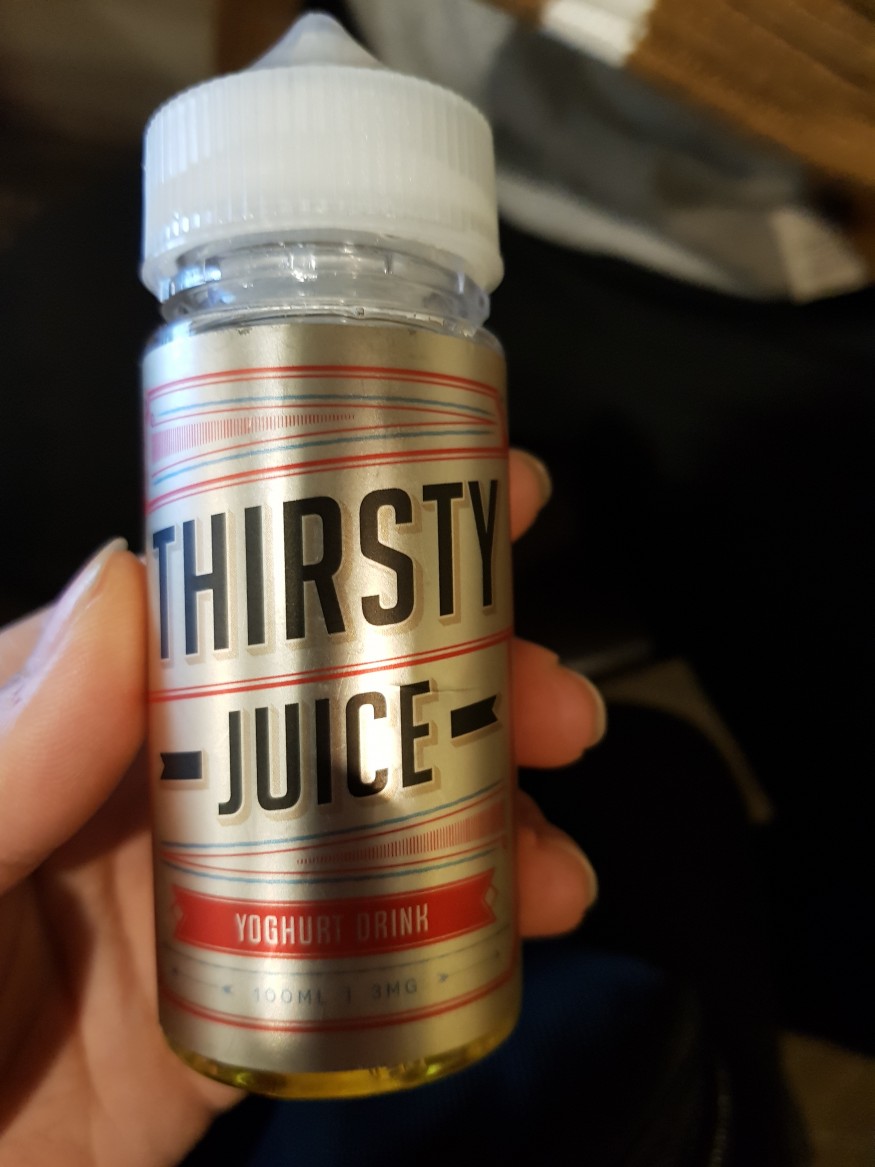 THIRSTY
JUICE
YOGHURT DRINK
100ML | 3MG